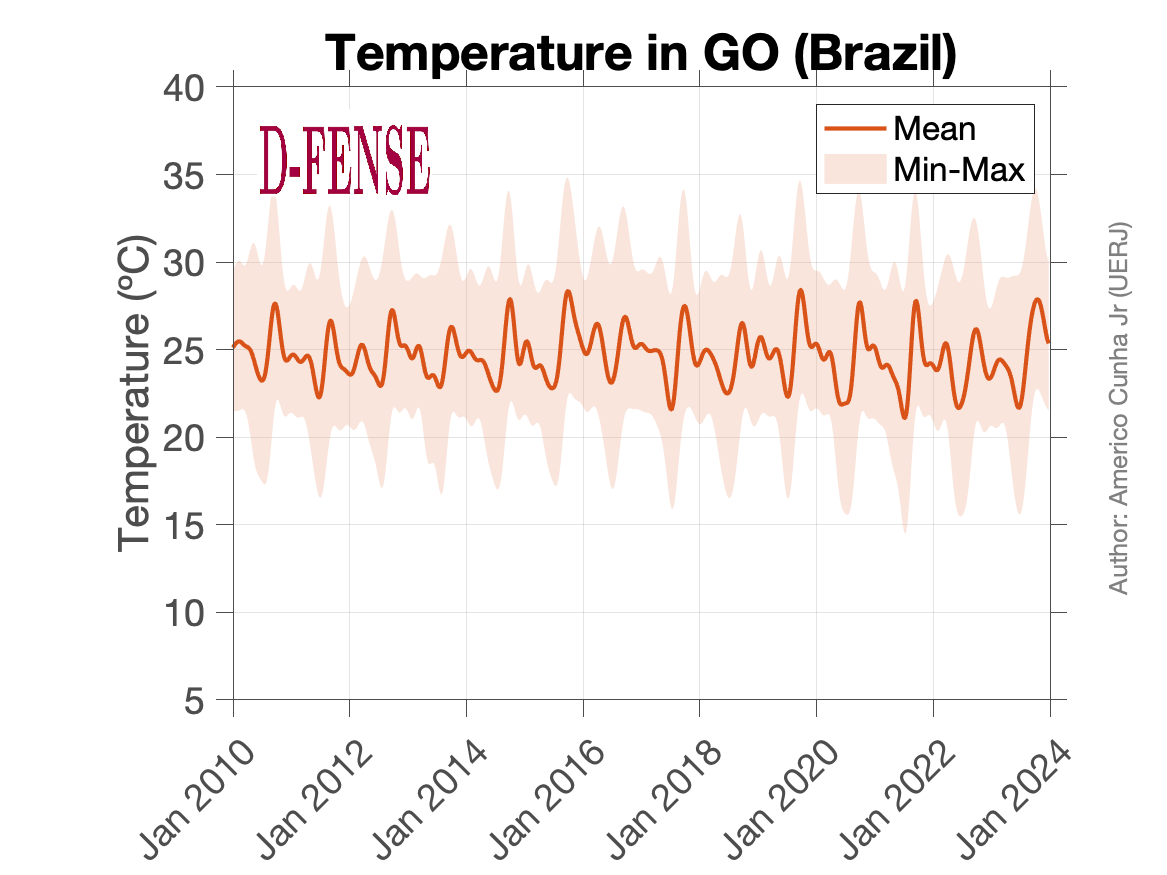 Temperature in GO (Brazil)
D-FENSE
Mean
Min-Max
Temperature (ºC)
40
35
30
25
20
15
10
5
Jan 2010
Jan 2012
Jan 2014
Jan 2016
Jan 2018
Jan 2020
Jan 2022
Jan 2024
Author: Americo Cunha Jr (UERJ)